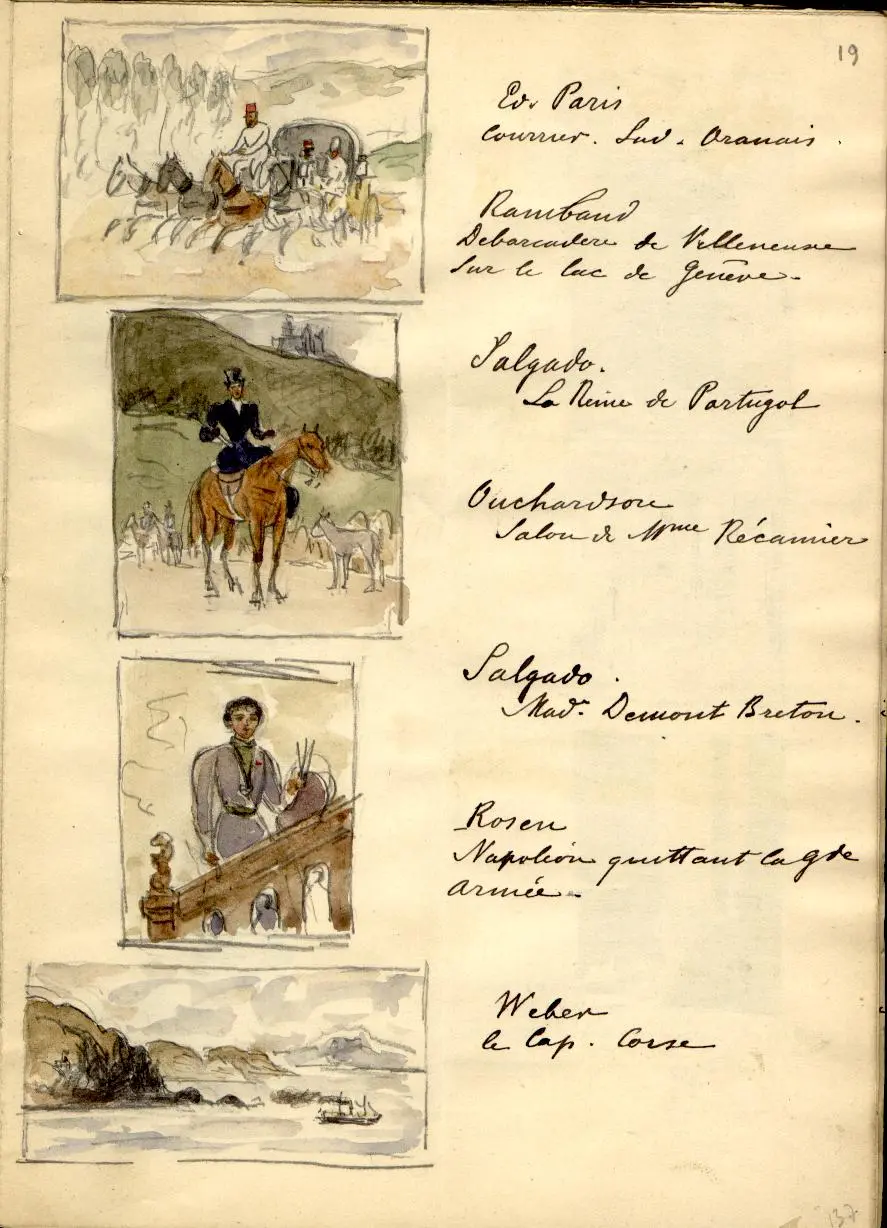 19
Ed. Paris
Courrier. Sud. Oranais.
Rambaud
Debarcadere de Villeneuve
Sur le lac de Genève.
Salgado.
La Reine de Portugal
Ouchardson
Salon de Mme Récamier
Salgado.
Made Demont Breton.
Rosen
Napoléon quittant la Gde
armée.
Weber
le Cap. Corse
137